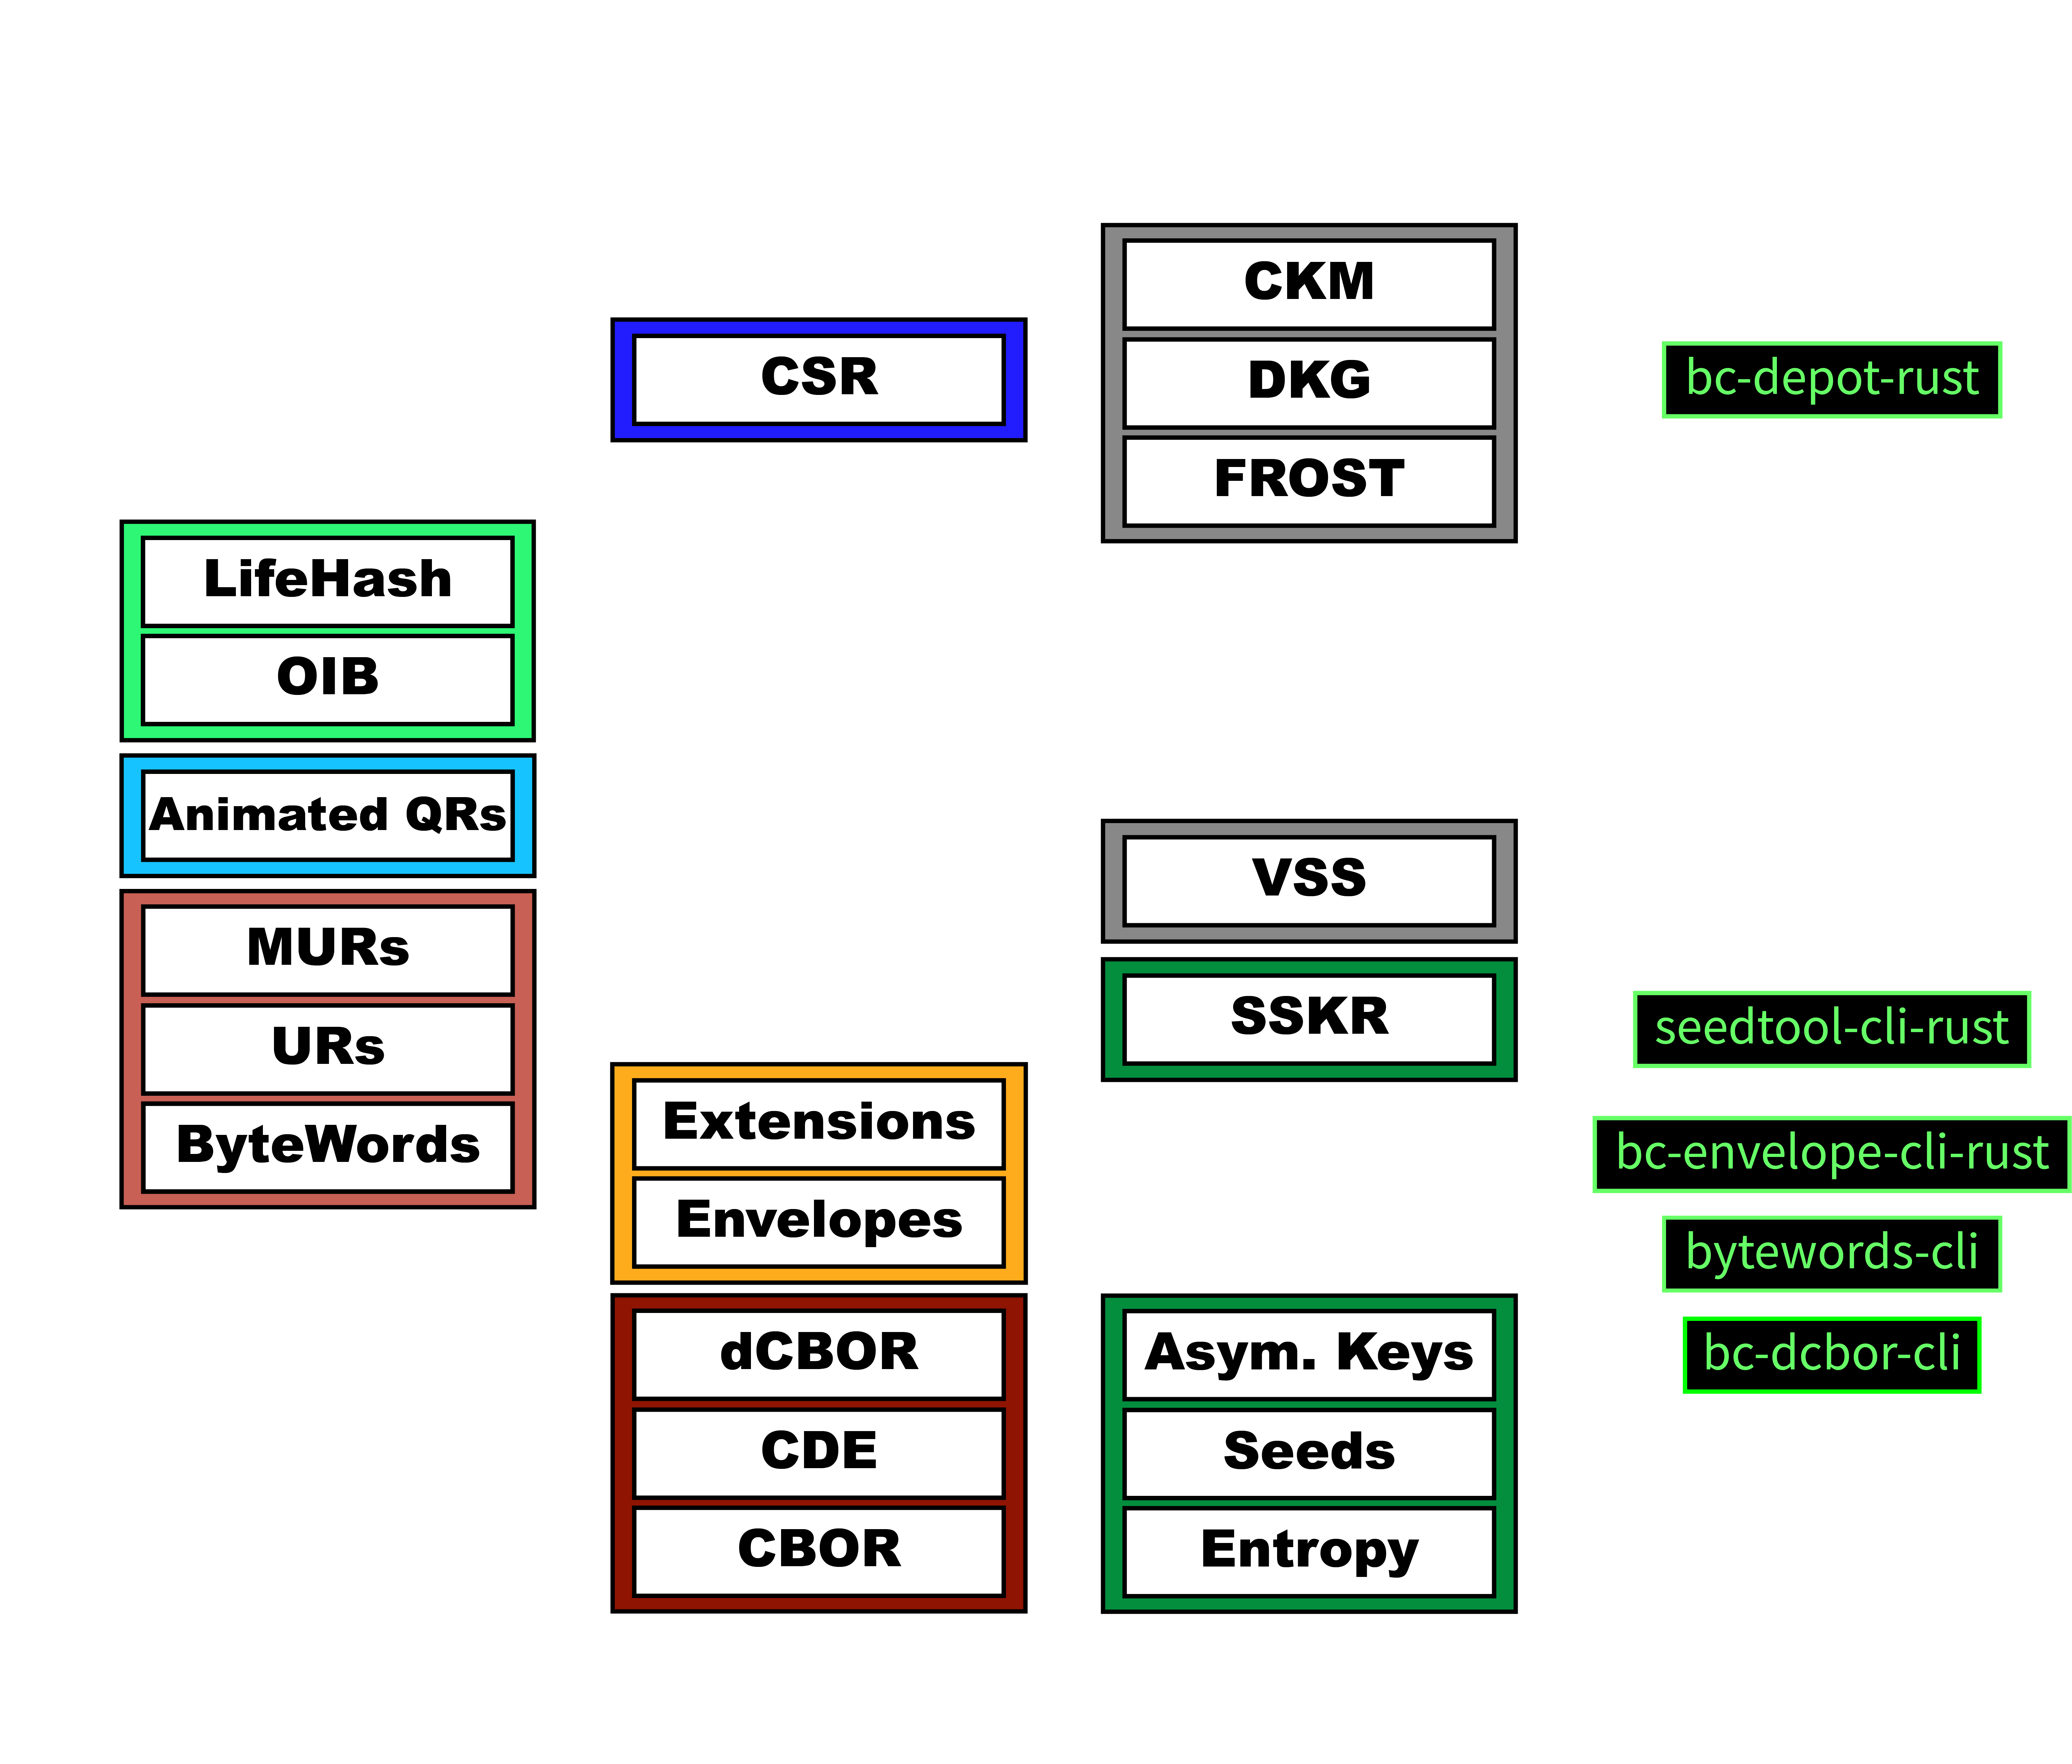 LifeHash
OIB
Animated QRs
MURs
URs
ByteWords
CSR
Extensions
Envelopes
dCBOR
CDE
CBOR
CKM
DKG
FROST
VSS
SSKR
Asym. Keys
Seeds
Entropy
bc-depot-rust
seedtool-cli-rust
bc-envelope-cli-rust
bytewords-cli
bc-dcbor-cli